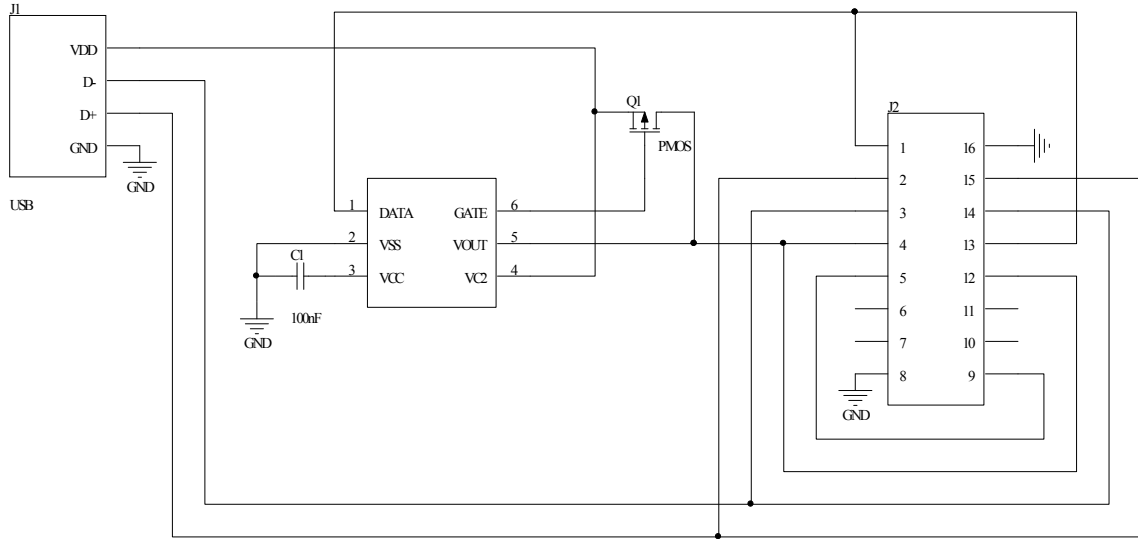 J1
VDD
D-
D+
GND
GND
USB
Q1
PMOS
1 DATA GATE 6
2 VSS VOUT 5
3 VCC VC2 4
C1
100nF
GND
J2
1 16
2 15
3 14
4 13
5 12
6 11
7 10
8 9
GND